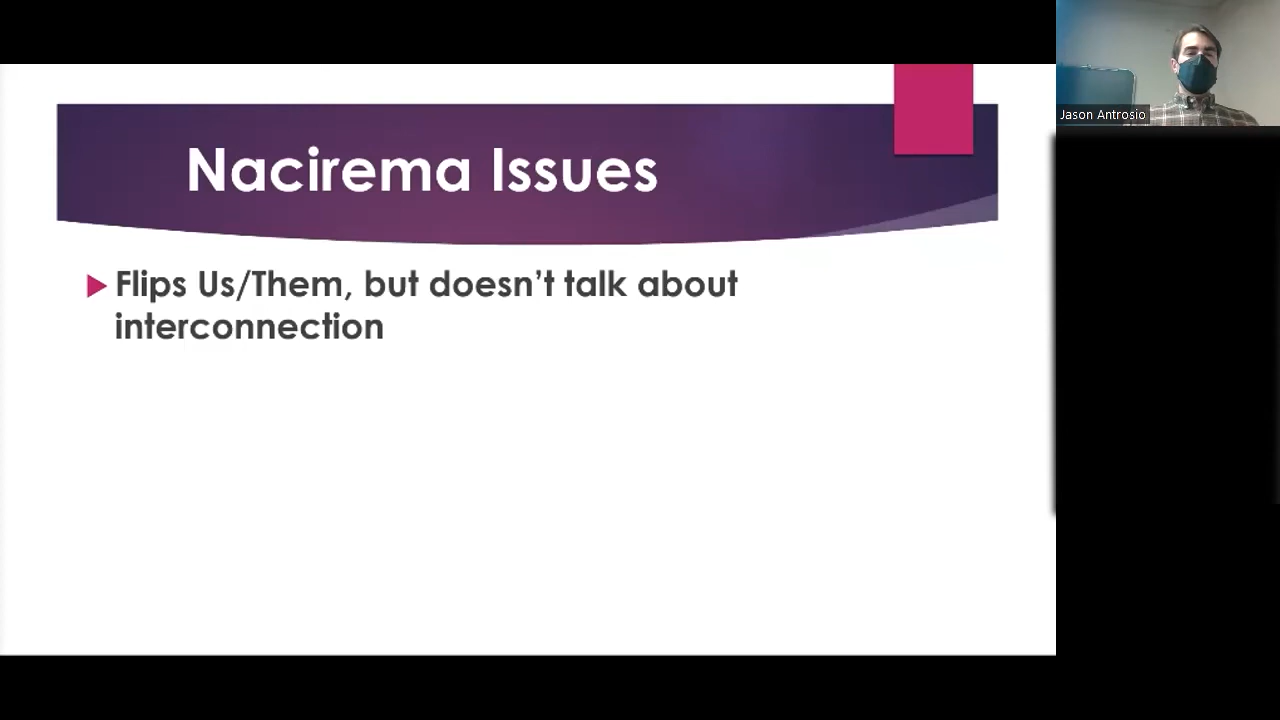 Nacirema Issues
Flips Us/Them, but doesn’t talk about
interconnection
Jason Antrosio